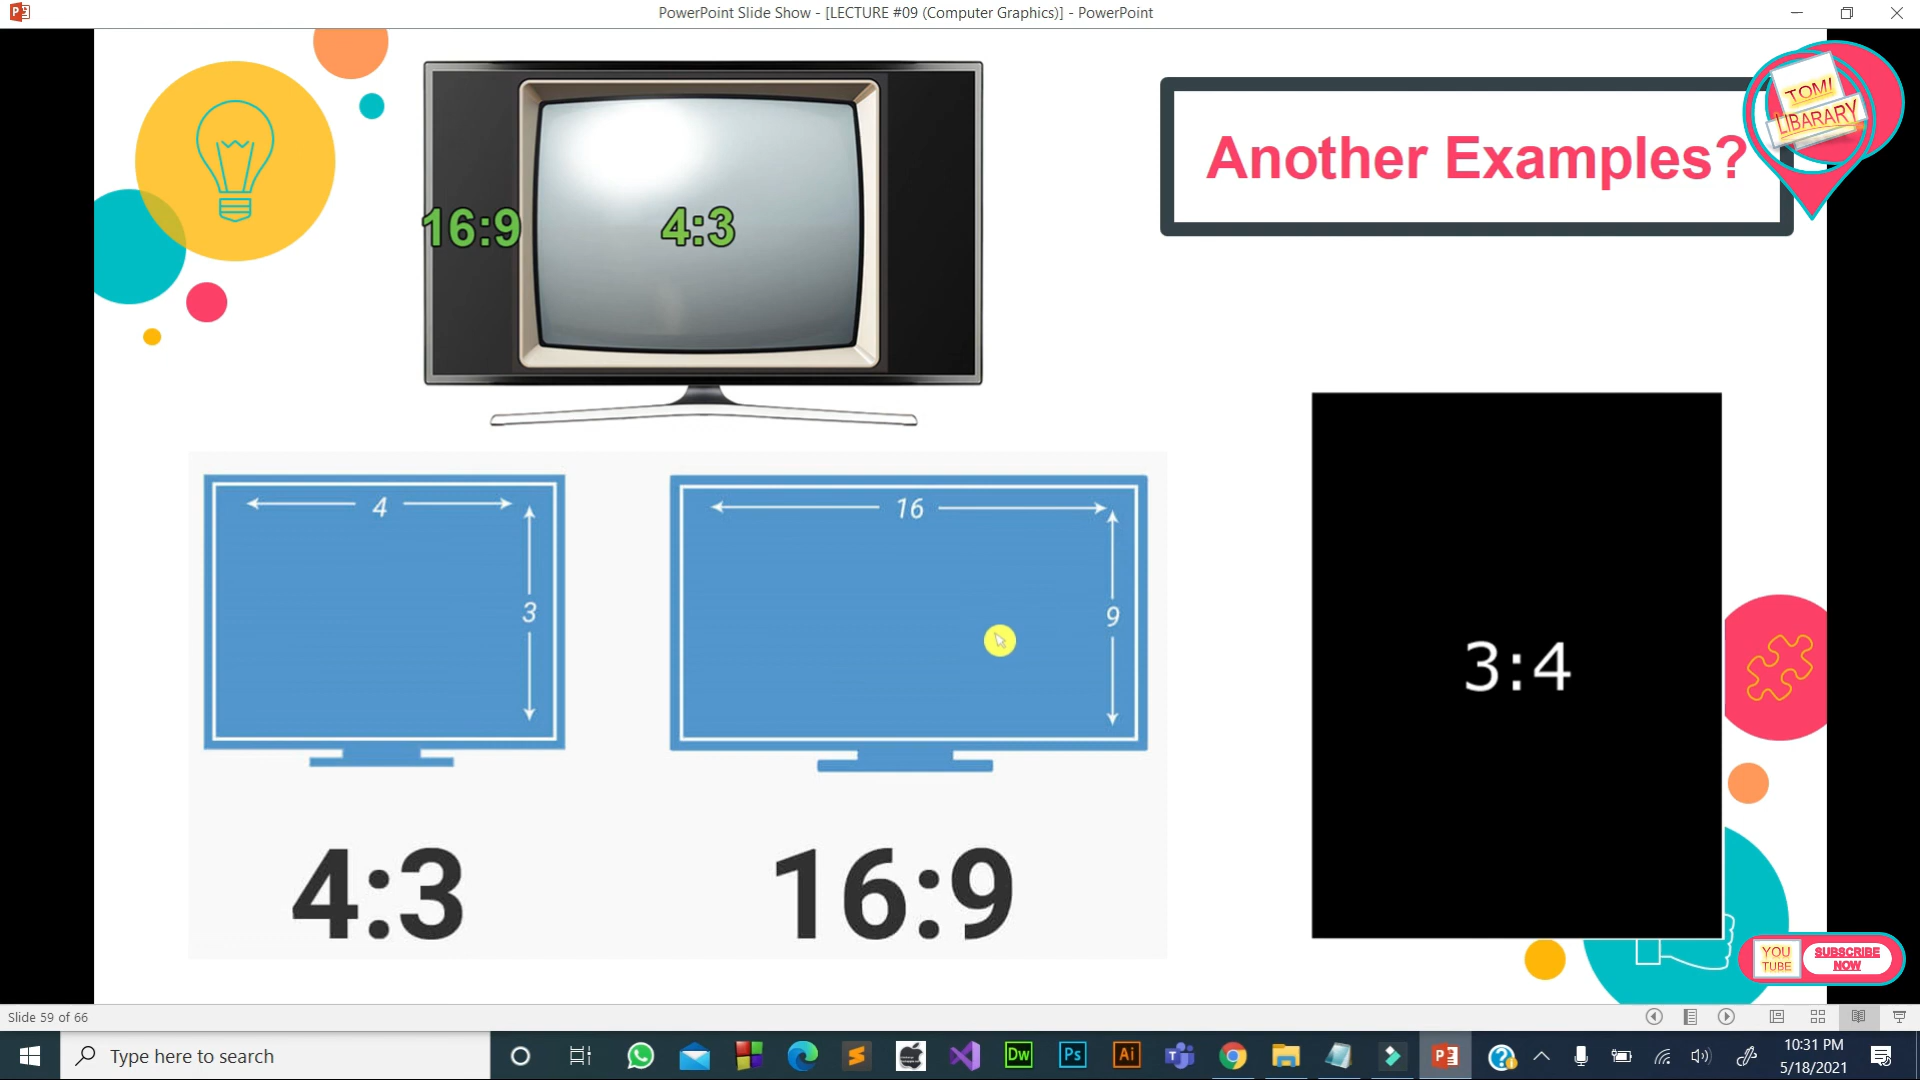 PowerPoint Slide Show - [LECTURE #09 (Computer Graphics)] - PowerPoint
TOMI
LIBARARY
Another Examples?
16:9
4:3
4
16
3
9
3:4
4:3
16:9
YOU
TUBE
SUBSCRIBE
NOW
Slide 59 of 66
Type here to search
Dw
Ps
Ai
10:31 PM
5/18/2021